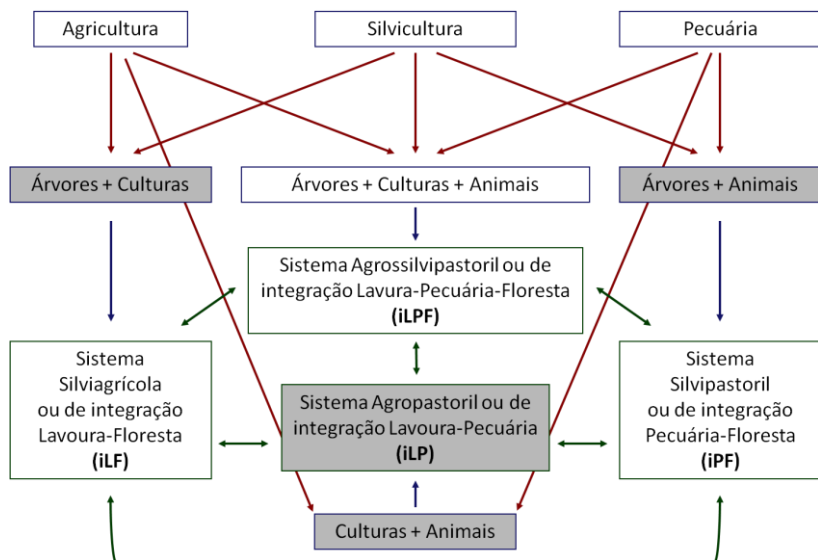 Agricultura
Silvicultura
Pecuária
Árvores + Culturas
Árvores + Culturas + Animais
Árvores + Animais
Sistema Agrossilvipastoril ou de
integração Lavura-Pecuária-Floresta
(iLPF)
Sistema
Silviagrícola
ou de integração
Lavoura-Floresta
(iLF)
Sistema Agropastoril ou de
integração Lavoura-Pecuária
(iLP)
Sistema
Silvipastoril
ou de integração
Pecuária-Floresta
(iPF)
Culturas + Animais